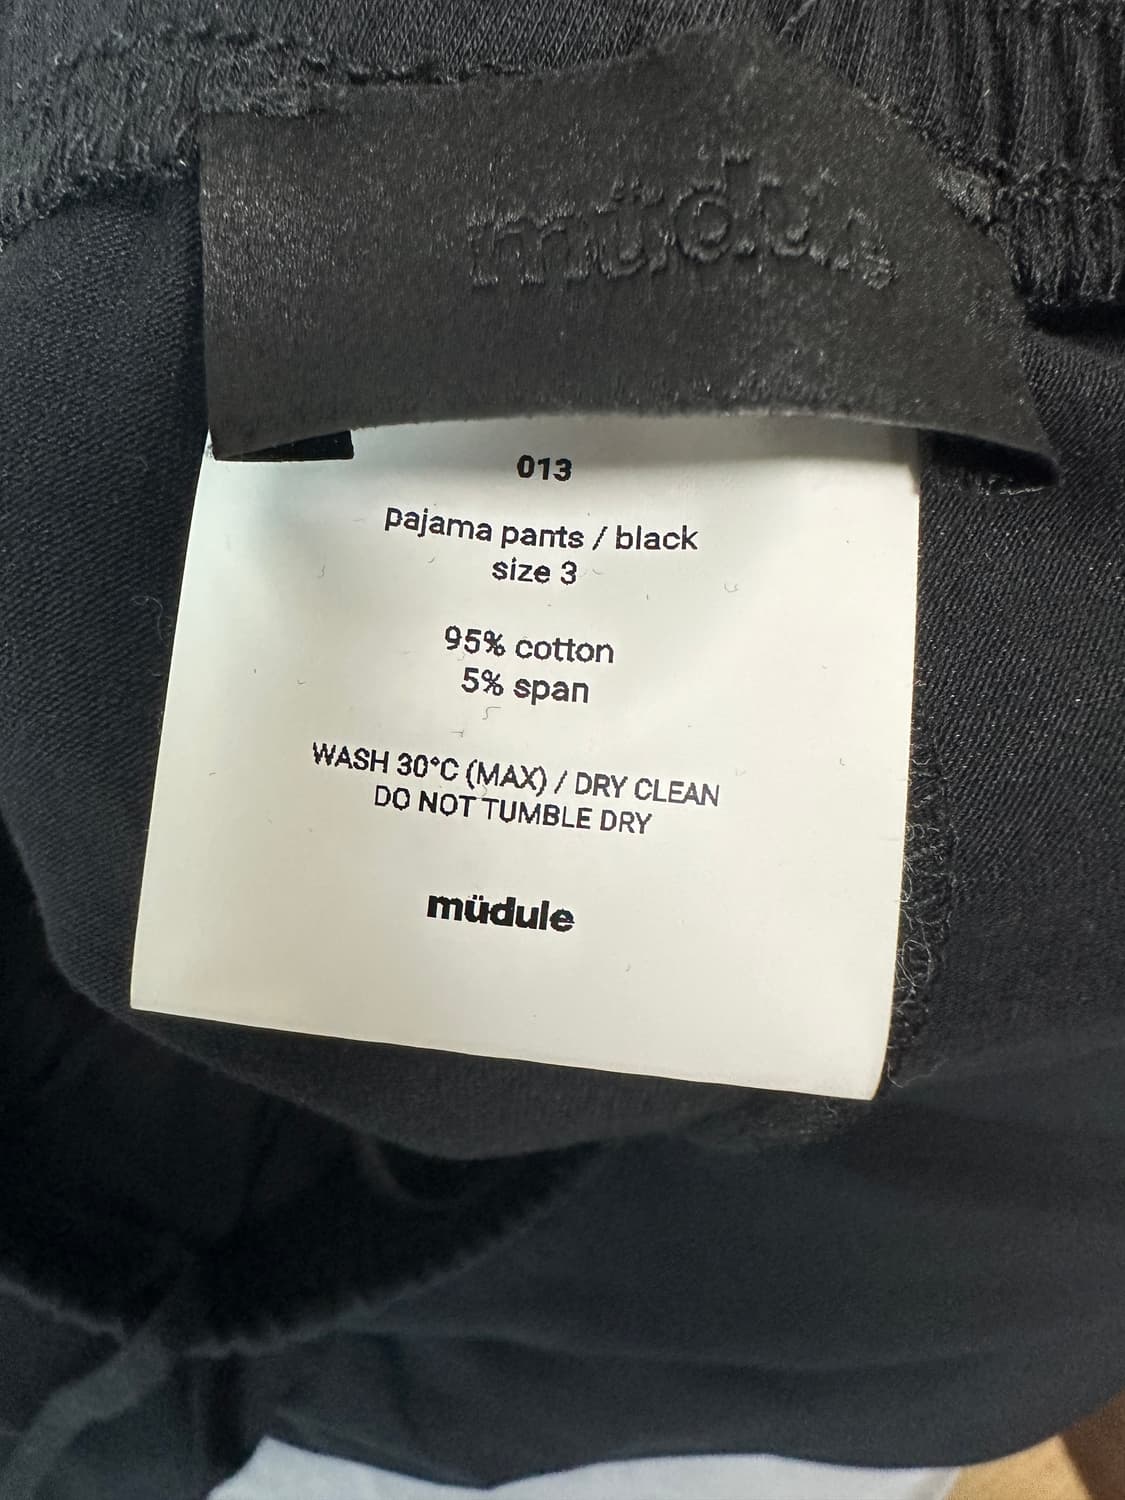 müdule
013
pajama pants / black
size 3
95% cotton
5% span
WASH 30°C (MAX) / DRY CLEAN
DO NOT TUMBLE DRY
müdule